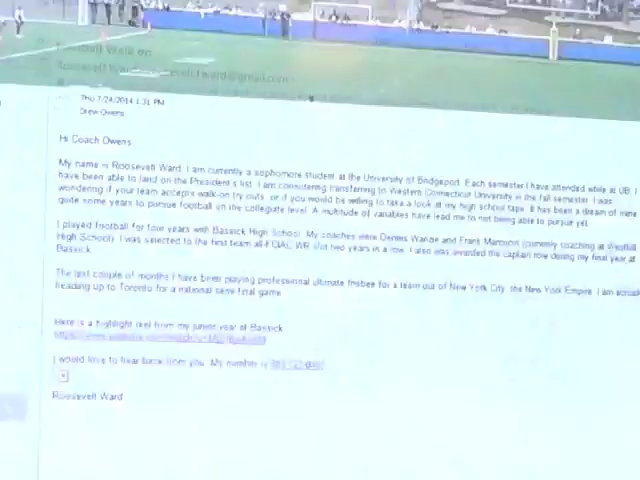 Football Walk on
Roosevelt Ward
Thu 7/24/2014 1:31 PM
Drew Owens
Hi Coach Owens
My name is Roosevelt Ward. I am currently a sophomore student at the University of Bridgeport. Each semester I have attended while at UB, I
have been able to land on the President's list. I am considering transferring to Western Connecticut University in the fall semester. I was
wondering if your team accepts walk-on try outs, or if you would be willing to take a look at my high school tape. It has been a dream of mine
quite some years to pursue football on the collegiate level. A multitude of variables have lead me to not being able to pursue yet.
I played football for four years with Bassick High School. My coaches were and Frank (currently coaching at
High School). I was selected to the first team all-FCIAC WR slot two years in a row. I also was awarded the captain role during my final year at
Bassick.
The last couple of months I have been playing professional ultimate frisbee for a team out of New York City, the New York Empire. I am
heading up to Toronto for a national semi final game.
Here is a highlight reel from my junior year at Bassick
I would love to hear back from you. My number is
Roosevelt Ward